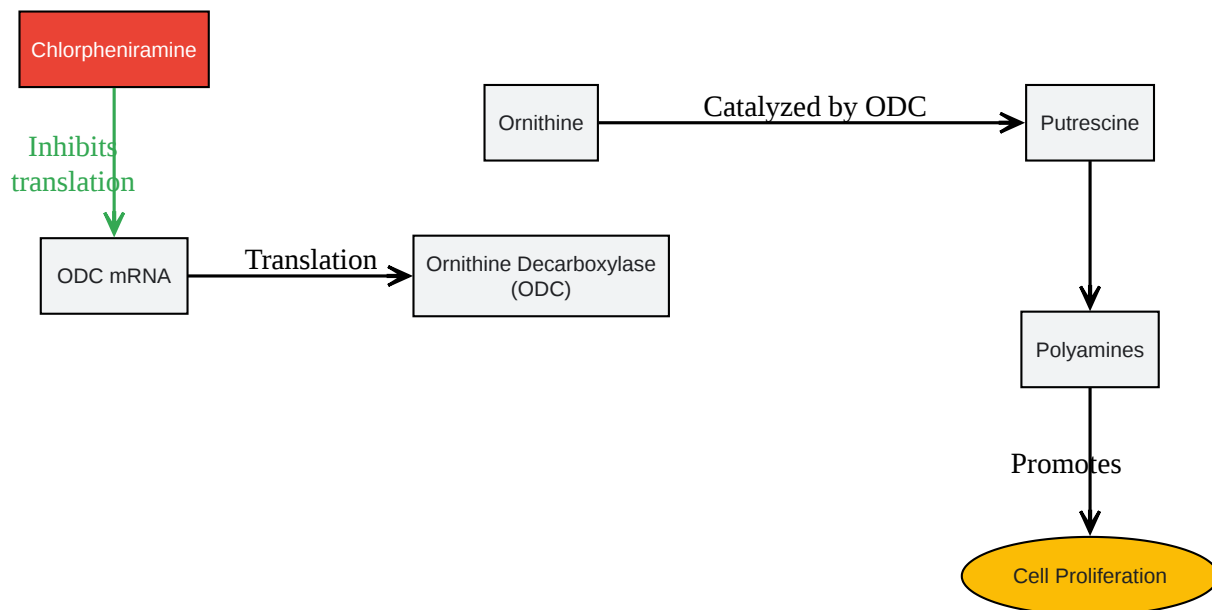 Chlorpheniramine
Ornithine
Catalyzed by ODC
Putrescine
Inhibits
translation
ODC mRNA
Translation
Ornithine Decarboxylase
(ODC)
Polyamines
Promotes
Cell Proliferation